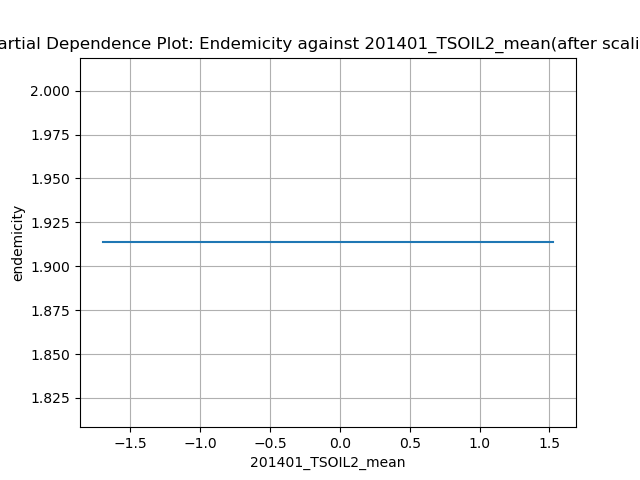 artial Dependence Plot: Endemicity against 201401_TSOIL2_mean(after scali
2.000
1.975
1.950
1.925
1.900
1.875
1.850
1.825
endemicity
−1.5 −1.0 −0.5 0.0 0.5 1.0 1.5
201401_TSOIL2_mean